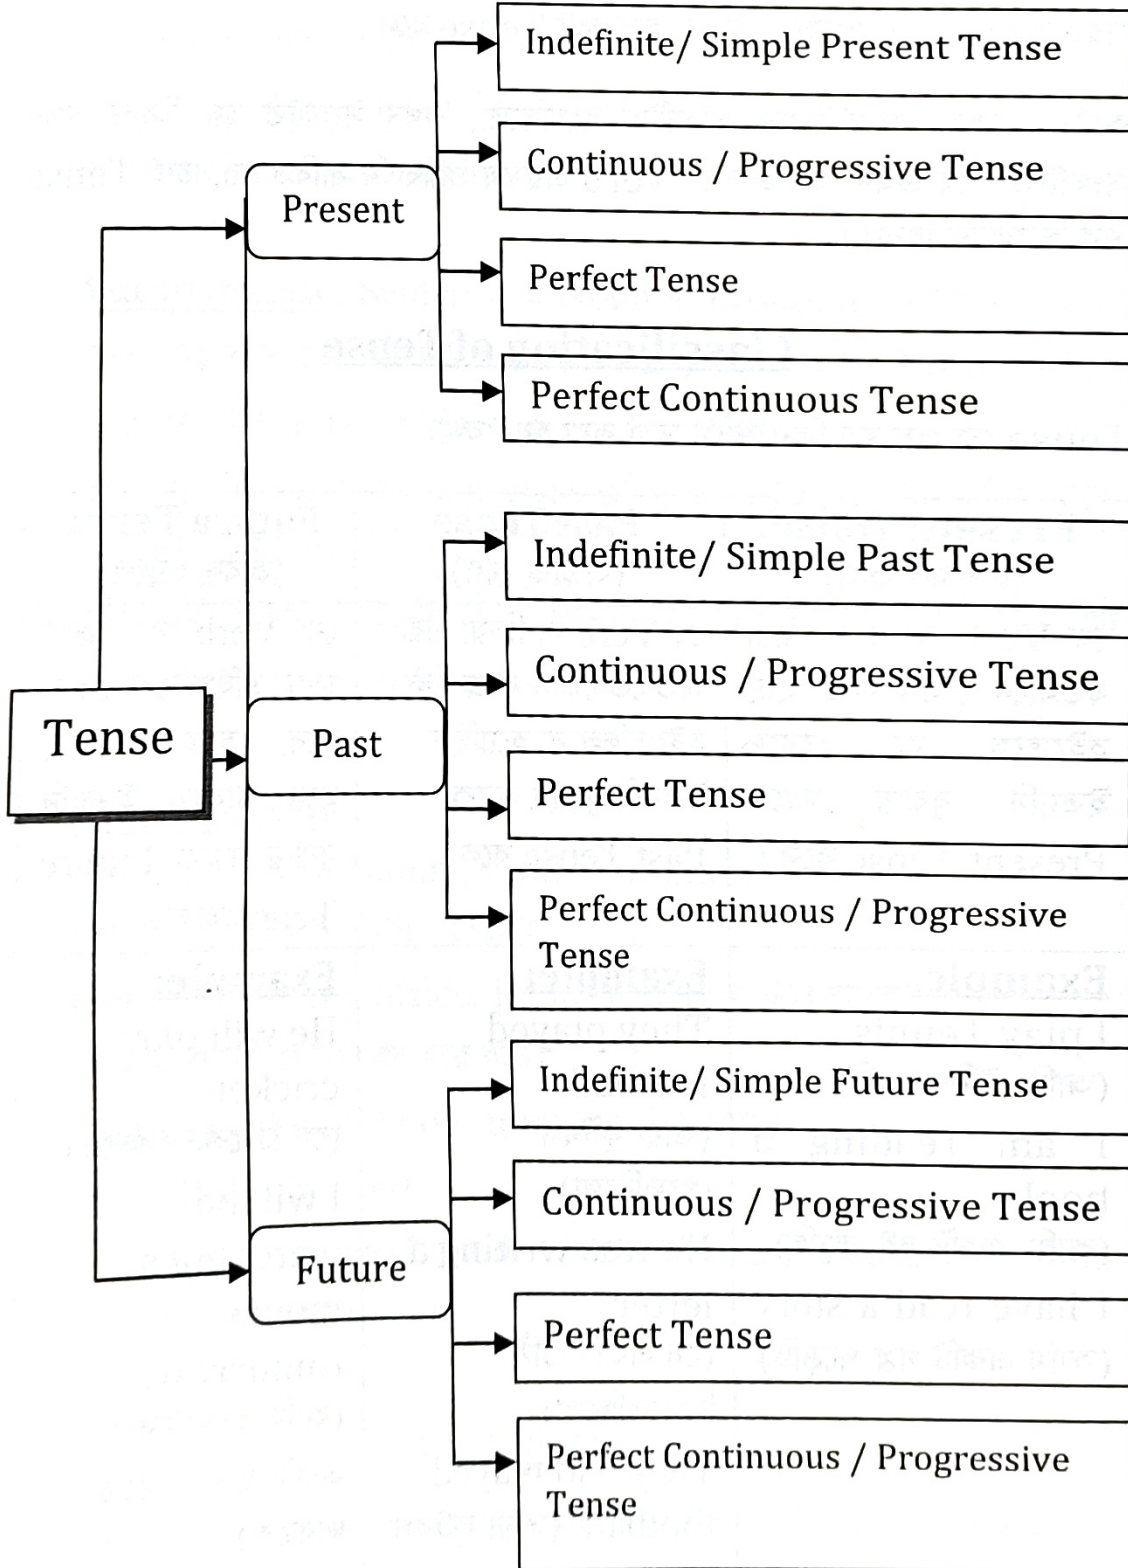 Indefinite/ Simple Present Tense
Continuous / Progressive Tense
Present
Perfect Tense
Perfect Continuous Tense
Indefinite/ Simple Past Tense
Continuous / Progressive Tense
Tense
Past
Perfect Tense
Perfect Continuous / Progressive
Tense
Indefinite/ Simple Future Tense
Continuous / Progressive Tense
Future
Perfect Tense
Perfect Continuous / Progressive
Tense